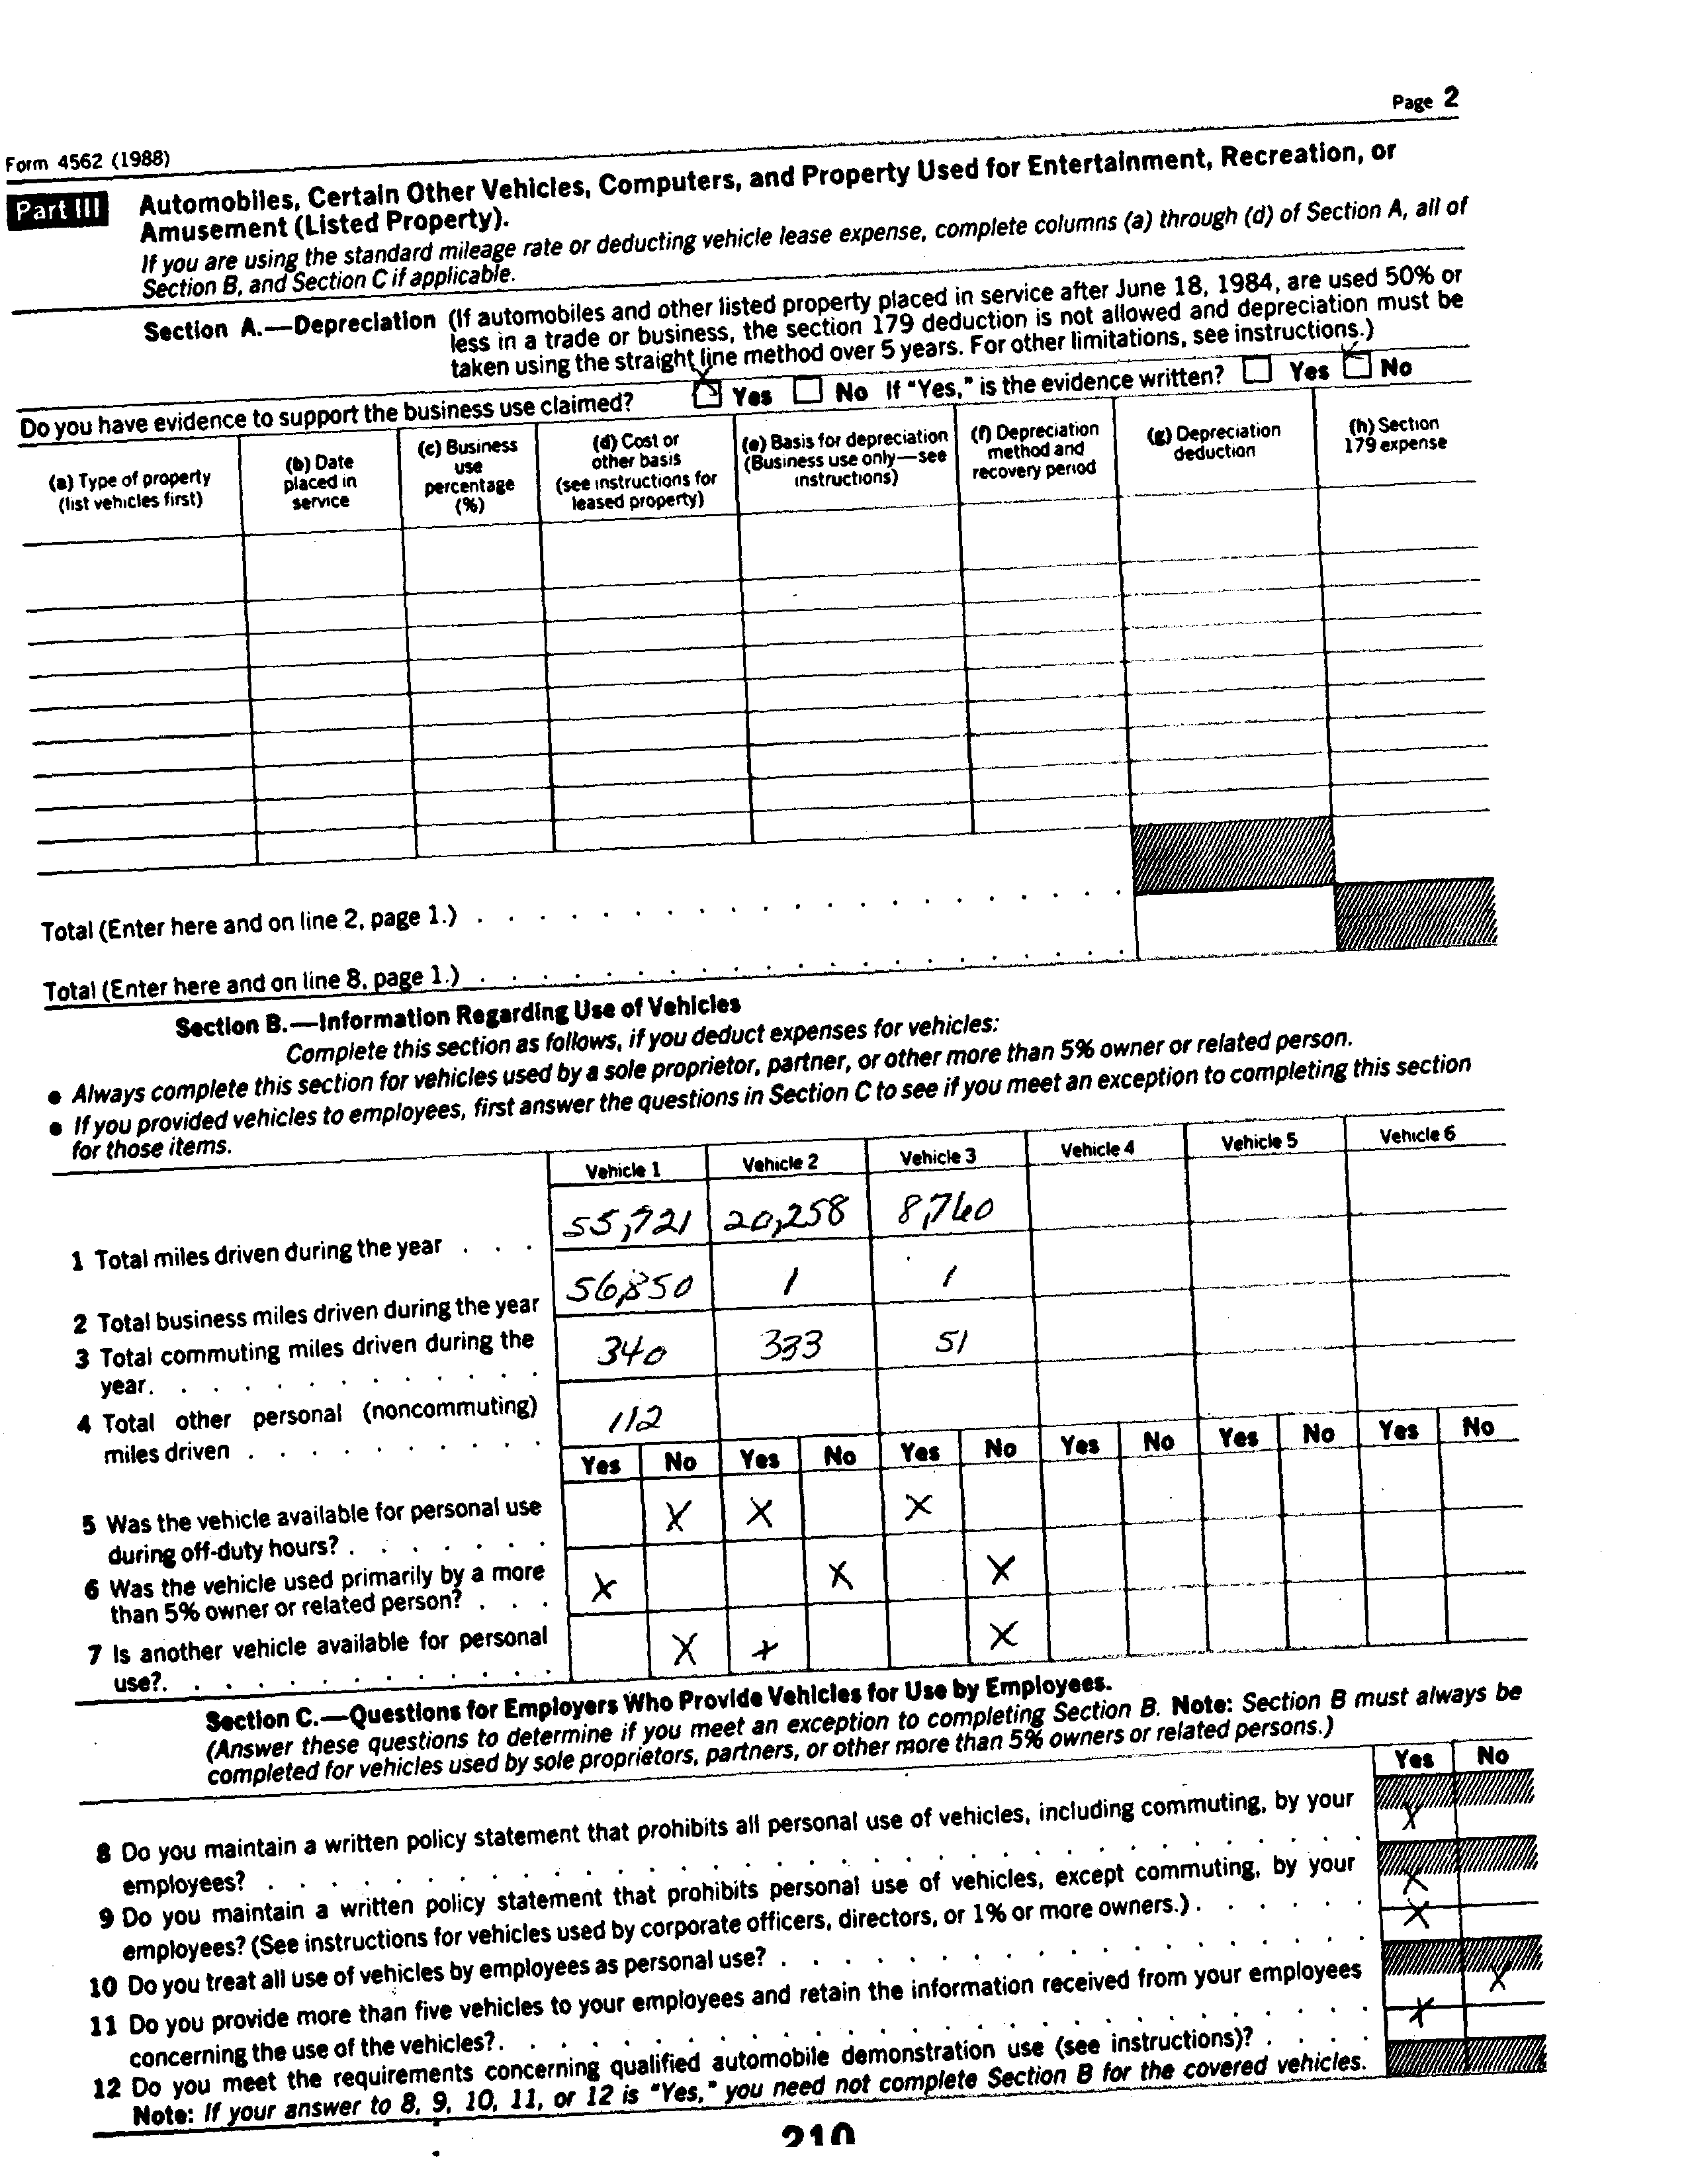 Page 2
Form 4562 (1988)
Part III Automobiles, Certain Other Vehicles, Computers, and Property Used for Entertainment, Recreation, or
Amusement (Listed Property).
If you are using the standard mileage rate or deducting vehicle lease expense, complete columns (a) through (d) of Section A, all of
Section B, and Section C if applicable.
Section A.—Depreciation (If automobiles and other listed property placed in service after June 18, 1984, are used 50% or
less in a trade or business, the section 179 deduction is not allowed and depreciation must be
taken using the straight line method over 5 years. For other limitations, see instructions.)
Do you have evidence to support the business use claimed? X Yes No If "Yes," is the evidence written? Yes X No
(a) Type of property
(list vehicles first)
(b) Date
placed in
service
(c) Business
use
percentage
(%)
(d) Cost or
other basis
(see instructions for
leased property)
(e) Basis for depreciation
(Business use only—see
instructions)
(f) Depreciation
method and
recovery period
(g) Depreciation
deduction
(h) Section
179 expense
Total (Enter here and on line 2, page 1.) . . . . . . . . . . . . . . . . . . . . .
Total (Enter here and on line 8, page 1.) . . . . . . . . . . . . . . . . . . . . .
Section B.—Information Regarding Use of Vehicles
Complete this section as follows, if you deduct expenses for vehicles:
● Always complete this section for vehicles used by a sole proprietor, partner, or other more than 5% owner or related person.
● If you provided vehicles to employees, first answer the questions in Section C to see if you meet an exception to completing this section
for those items.
Vehicle 1 Vehicle 2 Vehicle 3 Vehicle 4 Vehicle 5 Vehicle 6
1 Total miles driven during the year . . . 55,721 20,258 8,760
2 Total business miles driven during the year 56,850 1 1
3 Total commuting miles driven during the
year. . . . . . . . . . . . . 340 333 51
4 Total other personal (noncommuting)
miles driven . . . . . . . . . . 112
Yes No Yes No Yes No Yes No Yes No Yes No
5 Was the vehicle available for personal use
during off-duty hours? . . . . . . . X X X
6 Was the vehicle used primarily by a more
than 5% owner or related person? . . . X X X
7 Is another vehicle available for personal
use?. . . . . . . . . . . . . X X X
Section C.—Questions for Employers Who Provide Vehicles for Use by Employees.
(Answer these questions to determine if you meet an exception to completing Section B. Note: Section B must always be
completed for vehicles used by sole proprietors, partners, or other more than 5% owners or related persons.)
Yes No
8 Do you maintain a written policy statement that prohibits all personal use of vehicles, including commuting, by your
employees? . . . . . . . . . . . . . . . . . . . . . . . . . . . X
9 Do you maintain a written policy statement that prohibits personal use of vehicles, except commuting, by your
employees? (See instructions for vehicles used by corporate officers, directors, or 1% or more owners.) . . . . . . X
10 Do you treat all use of vehicles by employees as personal use? . . . . . . . . . . . . . . . . . . . X
11 Do you provide more than five vehicles to your employees and retain the information received from your employees
concerning the use of the vehicles?. . . . . . . . . . . . . . . . . . . . . . . X
12 Do you meet the requirements concerning qualified automobile demonstration use (see instructions)? . . . . X
Note: If your answer to 8, 9, 10, 11, or 12 is "Yes," you need not complete Section B for the covered vehicles.
210